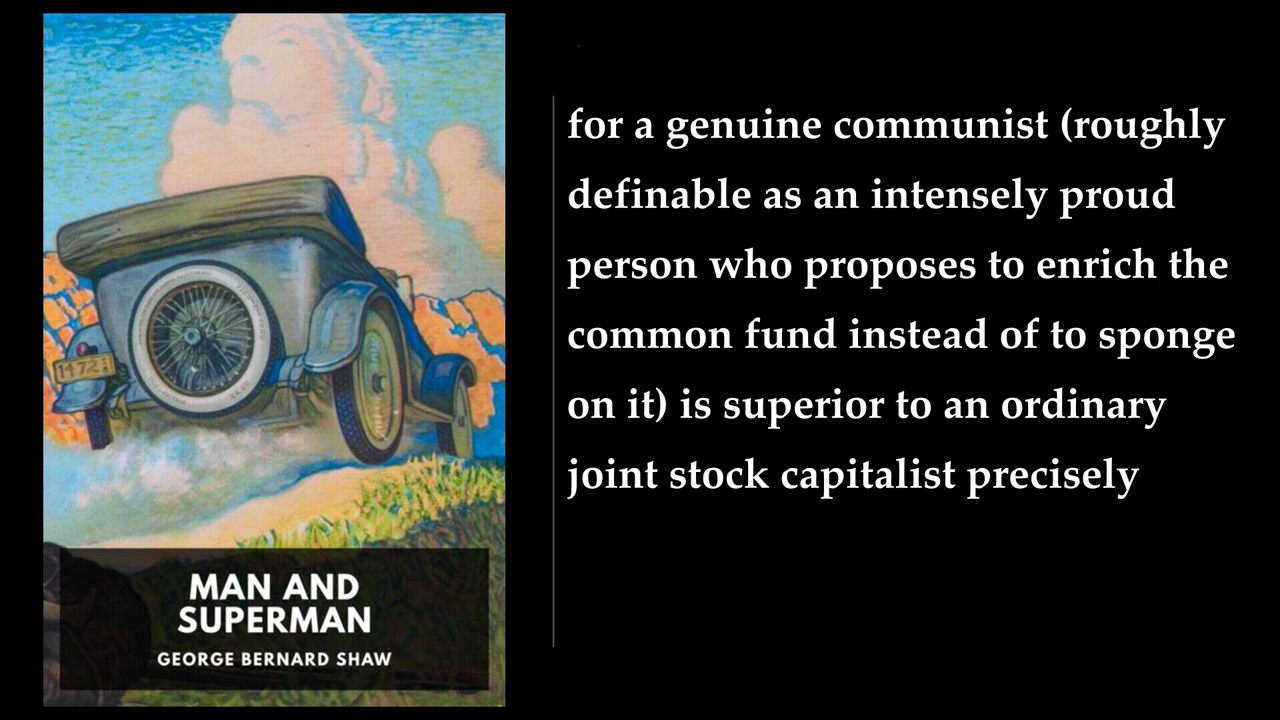 for a genuine communist (roughly
definable as an intensely proud
person who proposes to enrich the
common fund instead of to sponge
on it) is superior to an ordinary
joint stock capitalist precisely
1472
MAN AND
SUPERMAN
GEORGE BERNARD SHAW